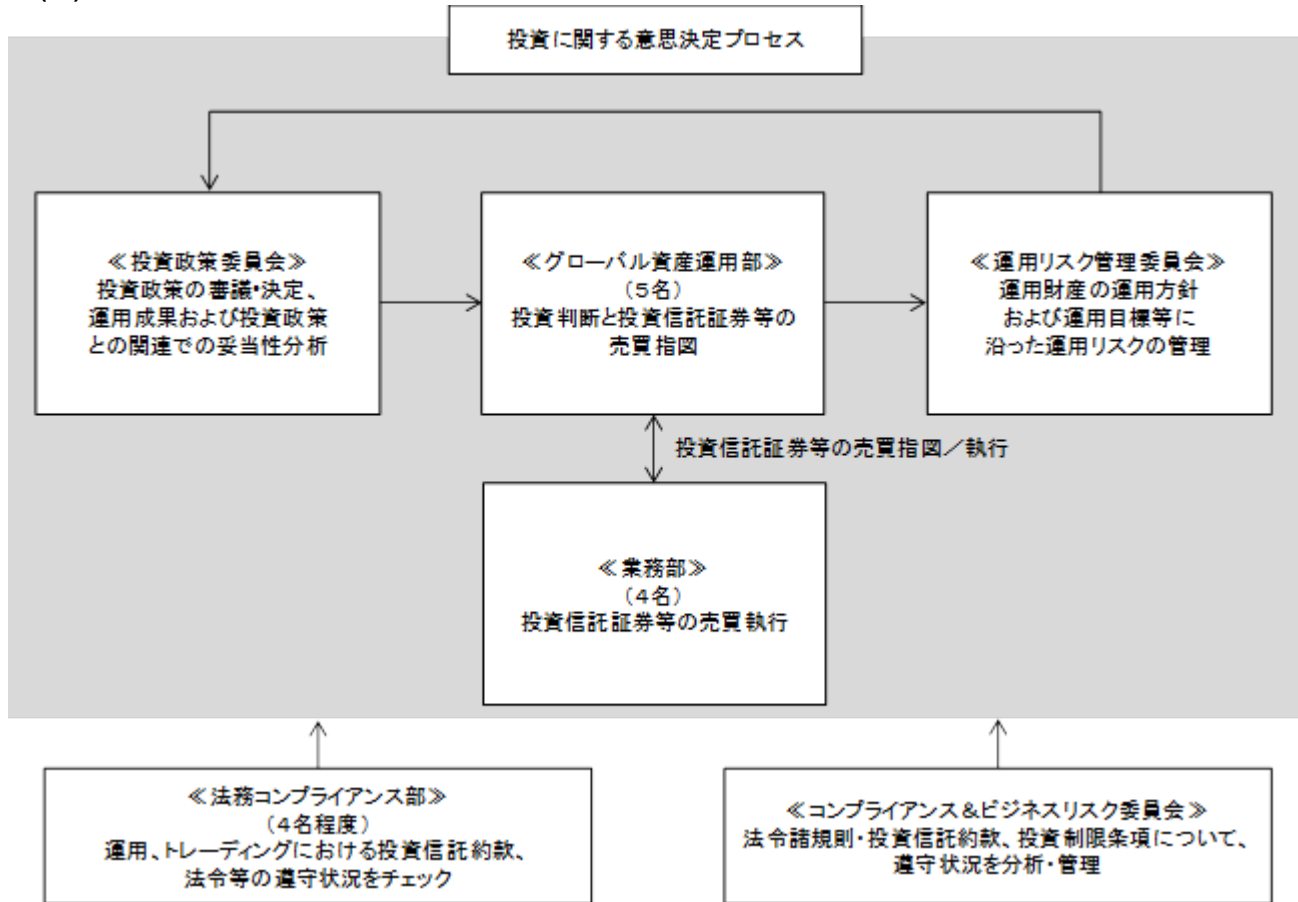 投資に関する意思決定プロセス
≪投資政策委員会≫
投資政策の審議・決定、
運用成果および投資政策
との関連での妥当性分析
≪グローバル資産運用部≫
（５名）
投資判断と投資信託証券等の
売買指図
≪運用リスク管理委員会≫
運用財産の運用方針
および運用目標等に
沿った運用リスクの管理
投資信託証券等の売買指図／執行
≪業務部≫
（４名）
投資信託証券等の売買執行
≪法務コンプライアンス部≫
（４名程度）
運用、トレーディングにおける投資信託約款、
法令等の遵守状況をチェック
≪コンプライアンス＆ビジネスリスク委員会≫
法令諸規則・投資信託約款、投資制限条項について、
遵守状況を分析・管理